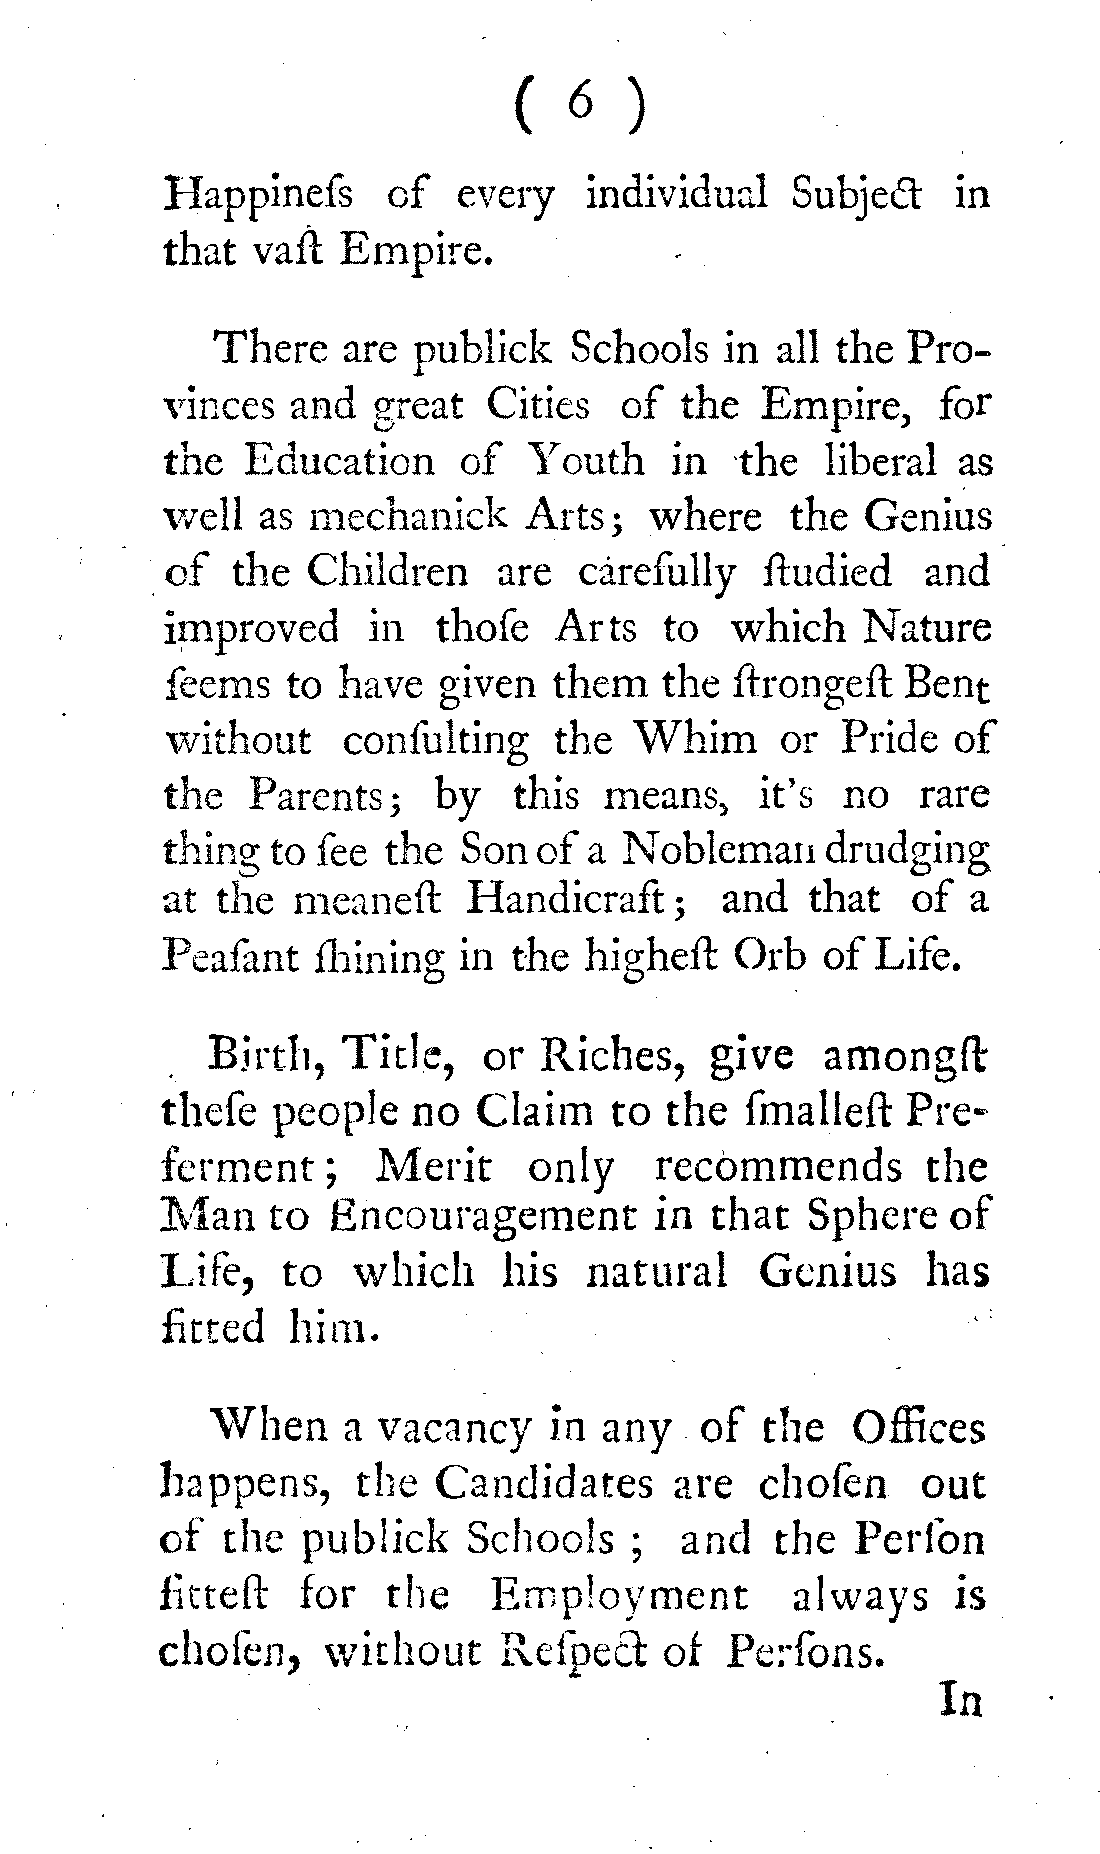 ( 6 )
Happineſs of every individual Subject in
that vaſt Empire.
There are publick Schools in all the Pro-
vinces and great Cities of the Empire, for
the Education of Youth in the liberal as
well as mechanick Arts; where the Genius
of the Children are carefully ſtudied and
improved in thoſe Arts to which Nature
ſeems to have given them the ſtrongeſt Bent
without conſulting the Whim or Pride of
the Parents; by this means, it's no rare
thing to ſee the Son of a Nobleman drudging
at the meaneſt Handicraft; and that of a
Peaſant ſhining in the higheſt Orb of Life.
Birth, Title, or Riches, give amongſt
theſe people no Claim to the ſmalleſt Pre-
ferment; Merit only recommends the
Man to Encouragement in that Sphere of
Life, to which his natural Genius has
fitted him.
When a vacancy in any of the Offices
happens, the Candidates are choſen out
of the publick Schools ; and the Perſon
fitteſt for the Employment always is
choſen, without Reſpect of Perſons.
In